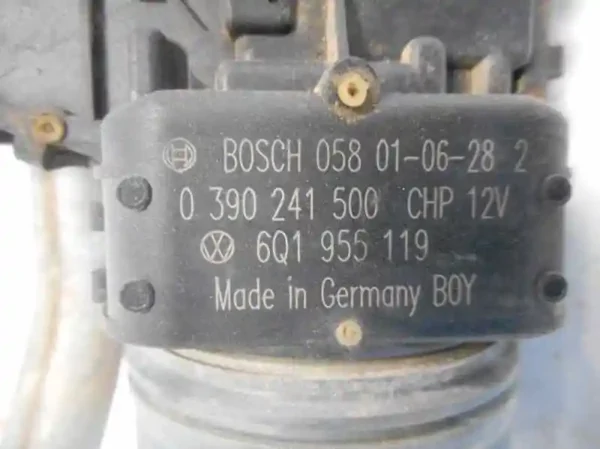 BOSCH 058 01-06-28 2
0 390 241 500 CHP 12V
6Q1 955 119
Made in Germany BOY